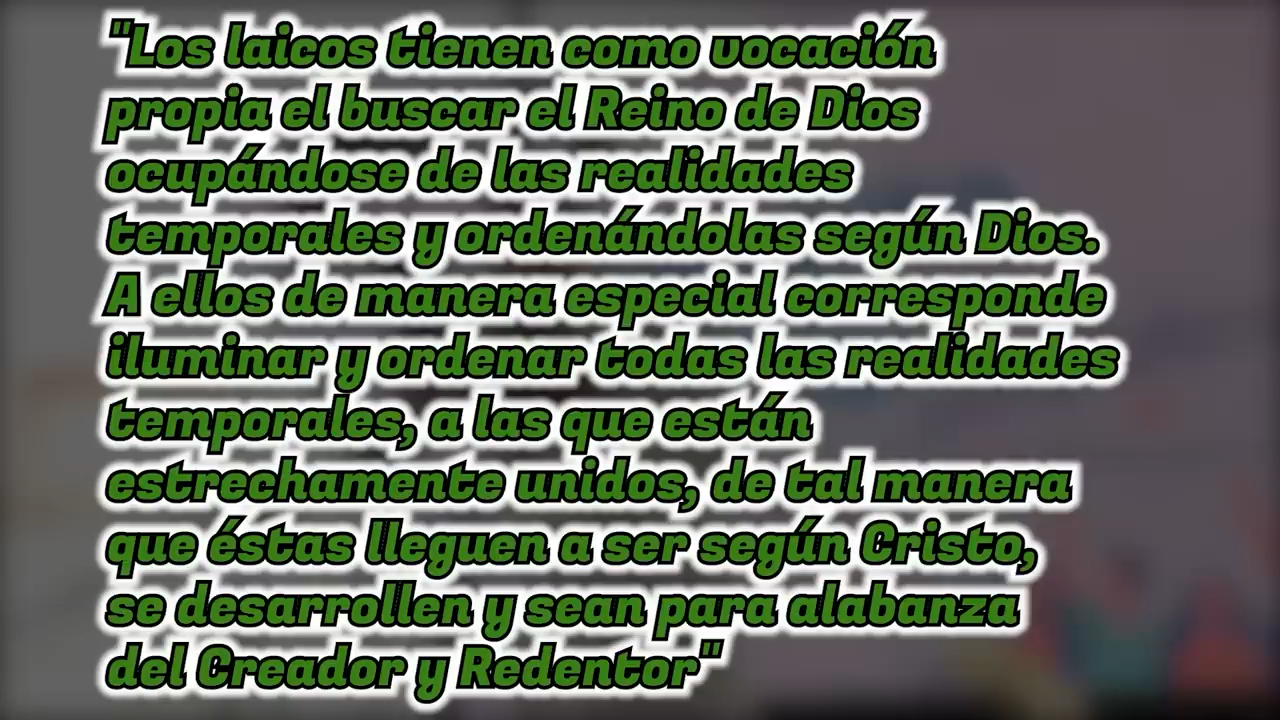 "Los laicos tienen como vocación
propia el buscar el Reino de Dios
ocupándose de las realidades
temporales y ordenándolas según Dios.
A ellos de manera especial corresponde
iluminar y ordenar todas las realidades
temporales, a las que están
estrechamente unidos, de tal manera
que éstas lleguen a ser según Cristo,
se desarrollen y sean para alabanza
del Creador y Redentor"